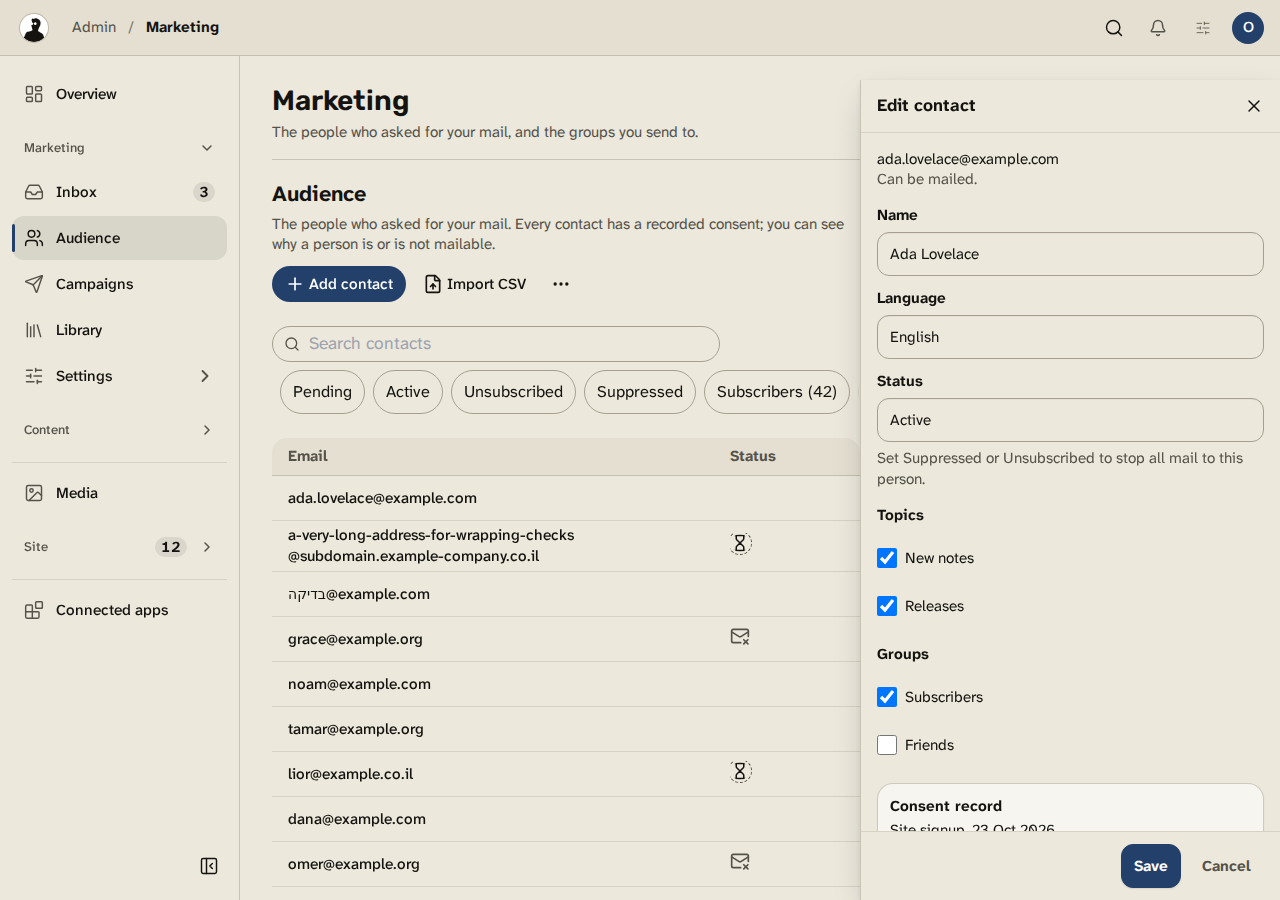 Admin / Marketing
O
Overview
Marketing
Inbox 3
Audience
Campaigns
Library
Settings
Content
Media
Site 12
Connected apps
Marketing
The people who asked for your mail, and the groups you send to.
Audience
The people who asked for your mail. Every contact has a recorded consent; you can see
why a person is or is not mailable.
Add contact Import CSV
Search contacts
Pending Active Unsubscribed Suppressed Subscribers (42)
Email Status
ada.lovelace@example.com
a-very-long-address-for-wrapping-checks
@subdomain.example-company.co.il
בדיקה@example.com
grace@example.org
noam@example.com
tamar@example.org
lior@example.co.il
dana@example.com
omer@example.org
Edit contact
ada.lovelace@example.com
Can be mailed.
Name
Ada Lovelace
Language
English
Status
Active
Set Suppressed or Unsubscribed to stop all mail to this
person.
Topics
New notes
Releases
Groups
Subscribers
Friends
Consent record
Site signup, 23 Oct 2026
Save Cancel